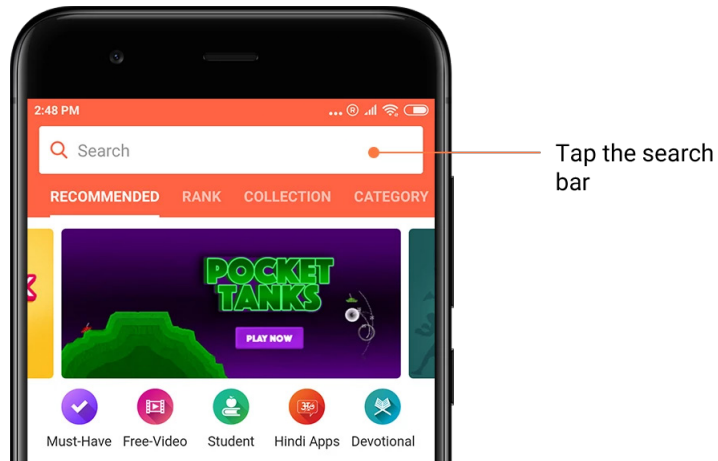 2:48 PM
Search
Tap the search
bar
RECOMMENDED RANK COLLECTION CATEGORY
POCKET
TANKS
PLAY NOW
Must-Have Free-Video Student Hindi Apps Devotional